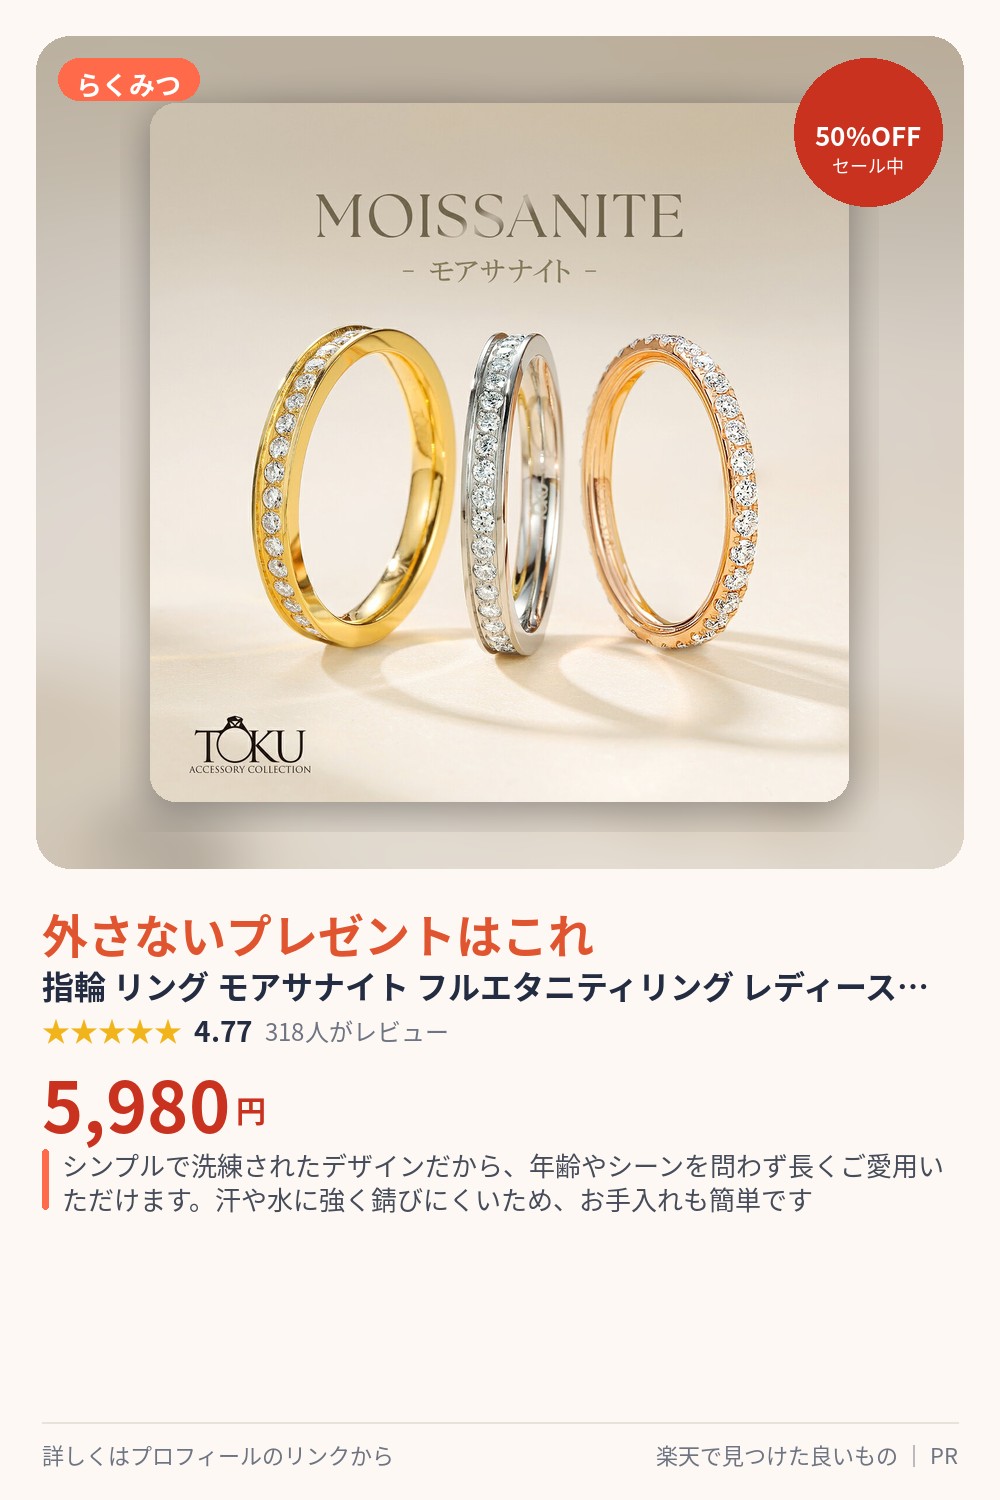 らくみつ
50%OFF
セール中
MOISSANITE
- モアサナイト -
TOKU
ACCESSORY COLLECTION
外さないプレゼントはこれ
指輪 リング モアサナイト フルエタニティリング レディース…
★★★★★ 4.77 318人がレビュー
5,980円
シンプルで洗練されたデザインだから、年齢やシーンを問わず長くご愛用い
ただけます。汗や水に強く錆びにくいため、お手入れも簡単です
詳しくはプロフィールのリンクから
楽天で見つけた良いもの | PR